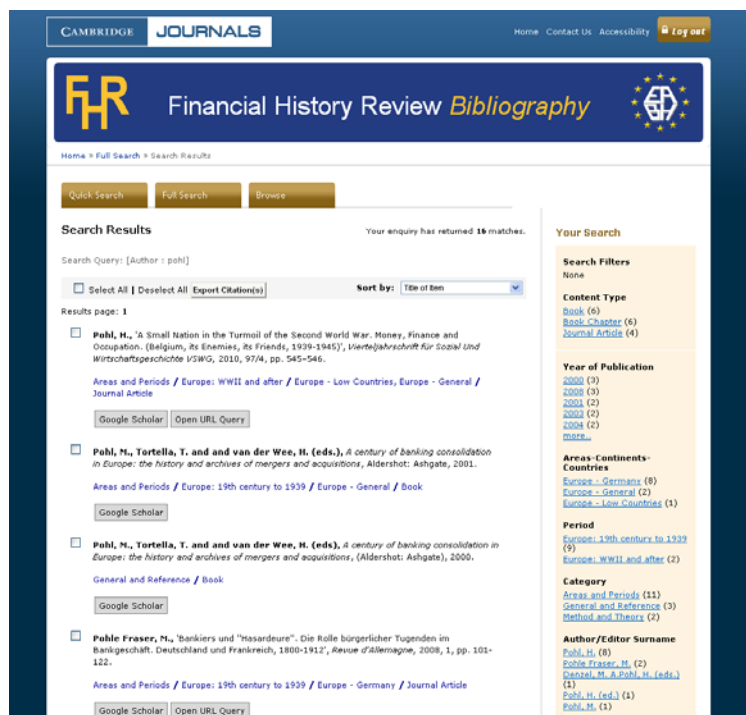 CAMBRIDGE JOURNALS
Home Contact Us Accessibility Log out
FHR Financial History Review Bibliography
Home » Full Search » Search Results
Quick Search Full Search Browse
Search Results
Your enquiry has returned 16 matches.
Search Query: [Author : pohl]
Select All | Deselect All Export Citation(s) Sort by: Title of Item
Results page: 1
Pohl, H., 'A Small Nation in the Turmoil of the Second World War. Money, Finance and
Occupation. (Belgium, its Enemies, its Friends, 1939-1945)', Vierteljahrschrift für Sozial Und
Wirtschaftsgeschichte VSWG, 2010, 97/4, pp. 545-546.
Areas and Periods / Europe: WWII and after / Europe - Low Countries, Europe - General /
Journal Article
Google Scholar Open URL Query
Pohl, M., Tortella, T. and and van der Wee, H. (eds.), A century of banking consolidation
in Europe: the history and archives of mergers and acquisitions, Aldershot: Ashgate, 2001.
Areas and Periods / Europe: 19th century to 1939 / Europe - General / Book
Google Scholar
Pohl, M., Tortella, T. and and van der Wee, H. (eds), A century of banking consolidation in
Europe: the history and archives of mergers and acquisitions, (Aldershot: Ashgate), 2000.
General and Reference / Book
Google Scholar
Pohle Fraser, M., 'Bankiers und "Hasardeure". Die Rolle bürgerlicher Tugenden im
Bankgeschäft. Deutschland und Frankreich, 1800-1912', Revue d'Allemagne, 2008, 1, pp. 101-
122.
Areas and Periods / Europe: 19th century to 1939 / Europe - Germany / Journal Article
Google Scholar Open URL Query
Your Search
Search Filters
None
Content Type
Book (6)
Book Chapter (6)
Journal Article (4)
Year of Publication
2000 (3)
2008 (3)
2001 (2)
2002 (2)
2004 (2)
more...
Areas-Continents-
Countries
Europe - Germany (8)
Europe - General (2)
Europe - Low Countries (1)
Period
Europe: 19th century to 1939
(9)
Europe: WWII and after (2)
Category
Areas and Periods (11)
General and Reference (3)
Method and Theory (2)
Author/Editor Surname
Pohl, H. (8)
Pohle Fraser, M. (2)
Denzel, M. A.Pohl, H. (eds.)
(1)
Pohl, H. (ed.) (1)
Pohl, M. (1)